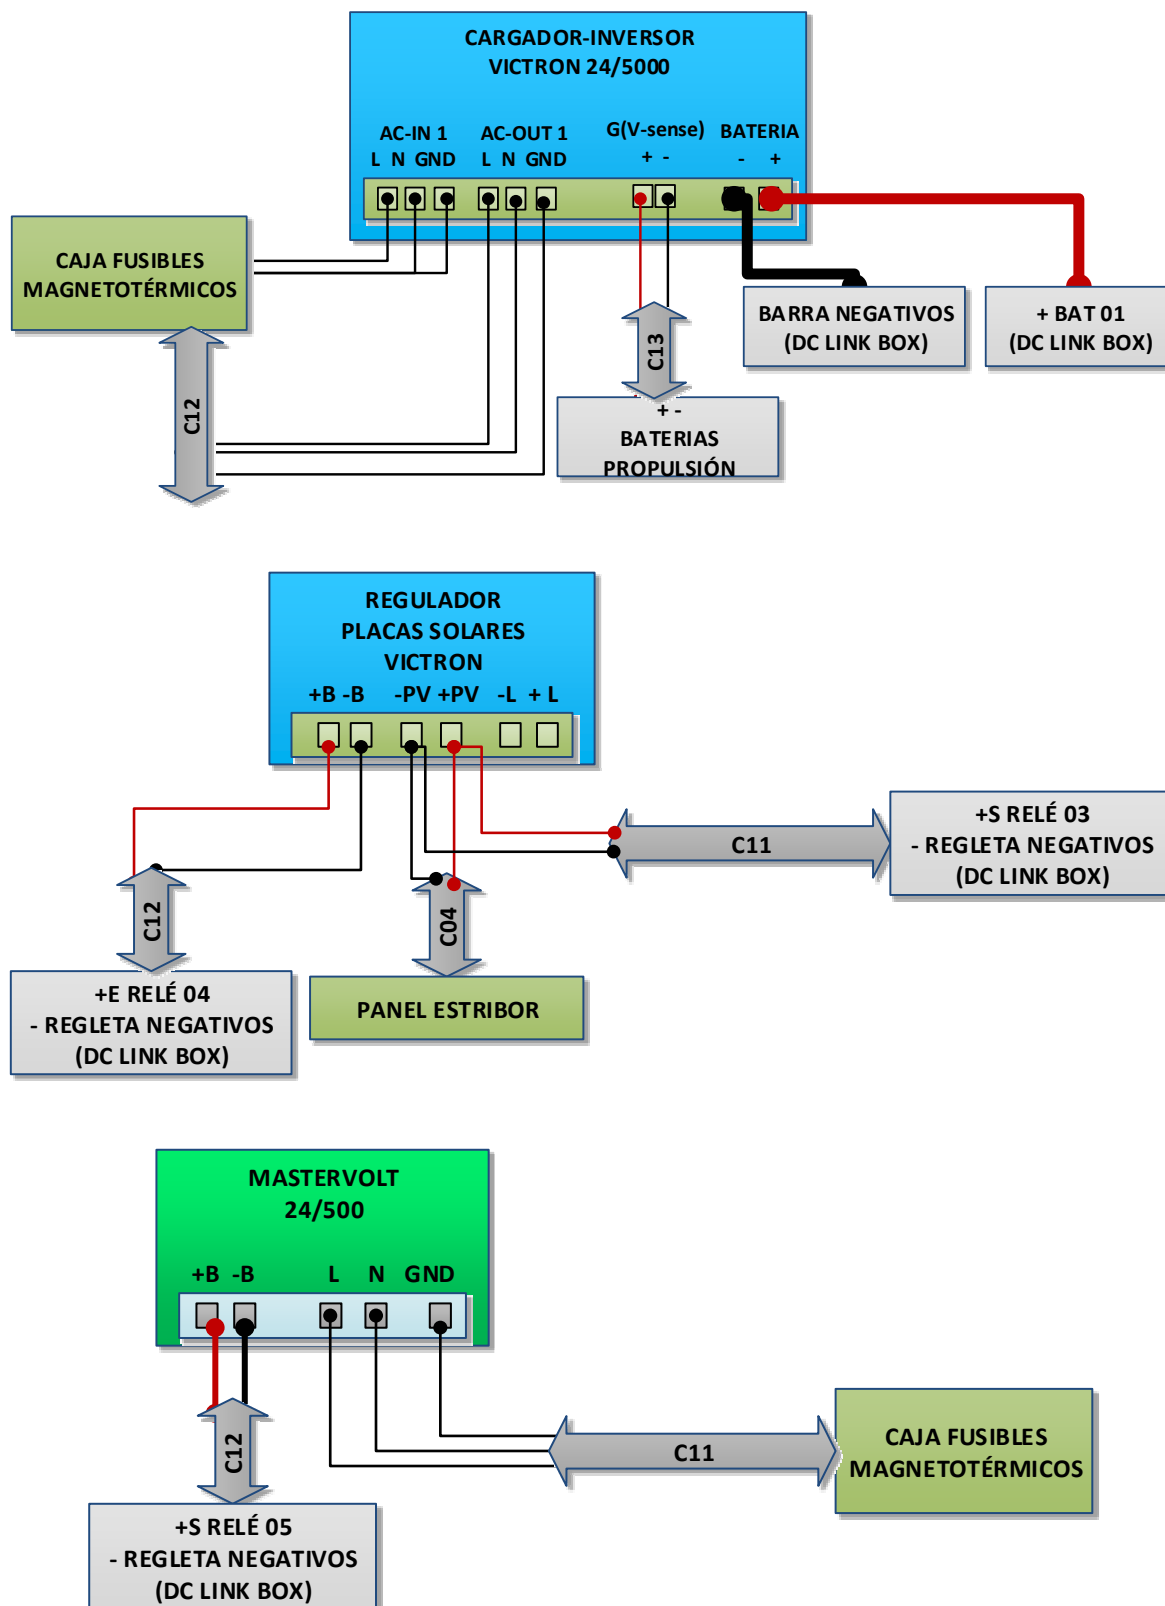 CARGADOR-INVERSOR
VICTRON 24/5000
AC-IN 1 AC-OUT 1 G(V-sense) BATERIA
L N GND L N GND + - - +
CAJA FUSIBLES
MAGNETOTÉRMICOS
C12
C13
+ -
BATERIAS
PROPULSIÓN
BARRA NEGATIVOS
(DC LINK BOX)
+ BAT 01
(DC LINK BOX)
REGULADOR
PLACAS SOLARES
VICTRON
+B -B -PV +PV -L + L
C11
+S RELÉ 03
- REGLETA NEGATIVOS
(DC LINK BOX)
C12
C04
+E RELÉ 04
- REGLETA NEGATIVOS
(DC LINK BOX)
PANEL ESTRIBOR
MASTERVOLT
24/500
+B -B L N GND
C12
C11
CAJA FUSIBLES
MAGNETOTÉRMICOS
+S RELÉ 05
- REGLETA NEGATIVOS
(DC LINK BOX)